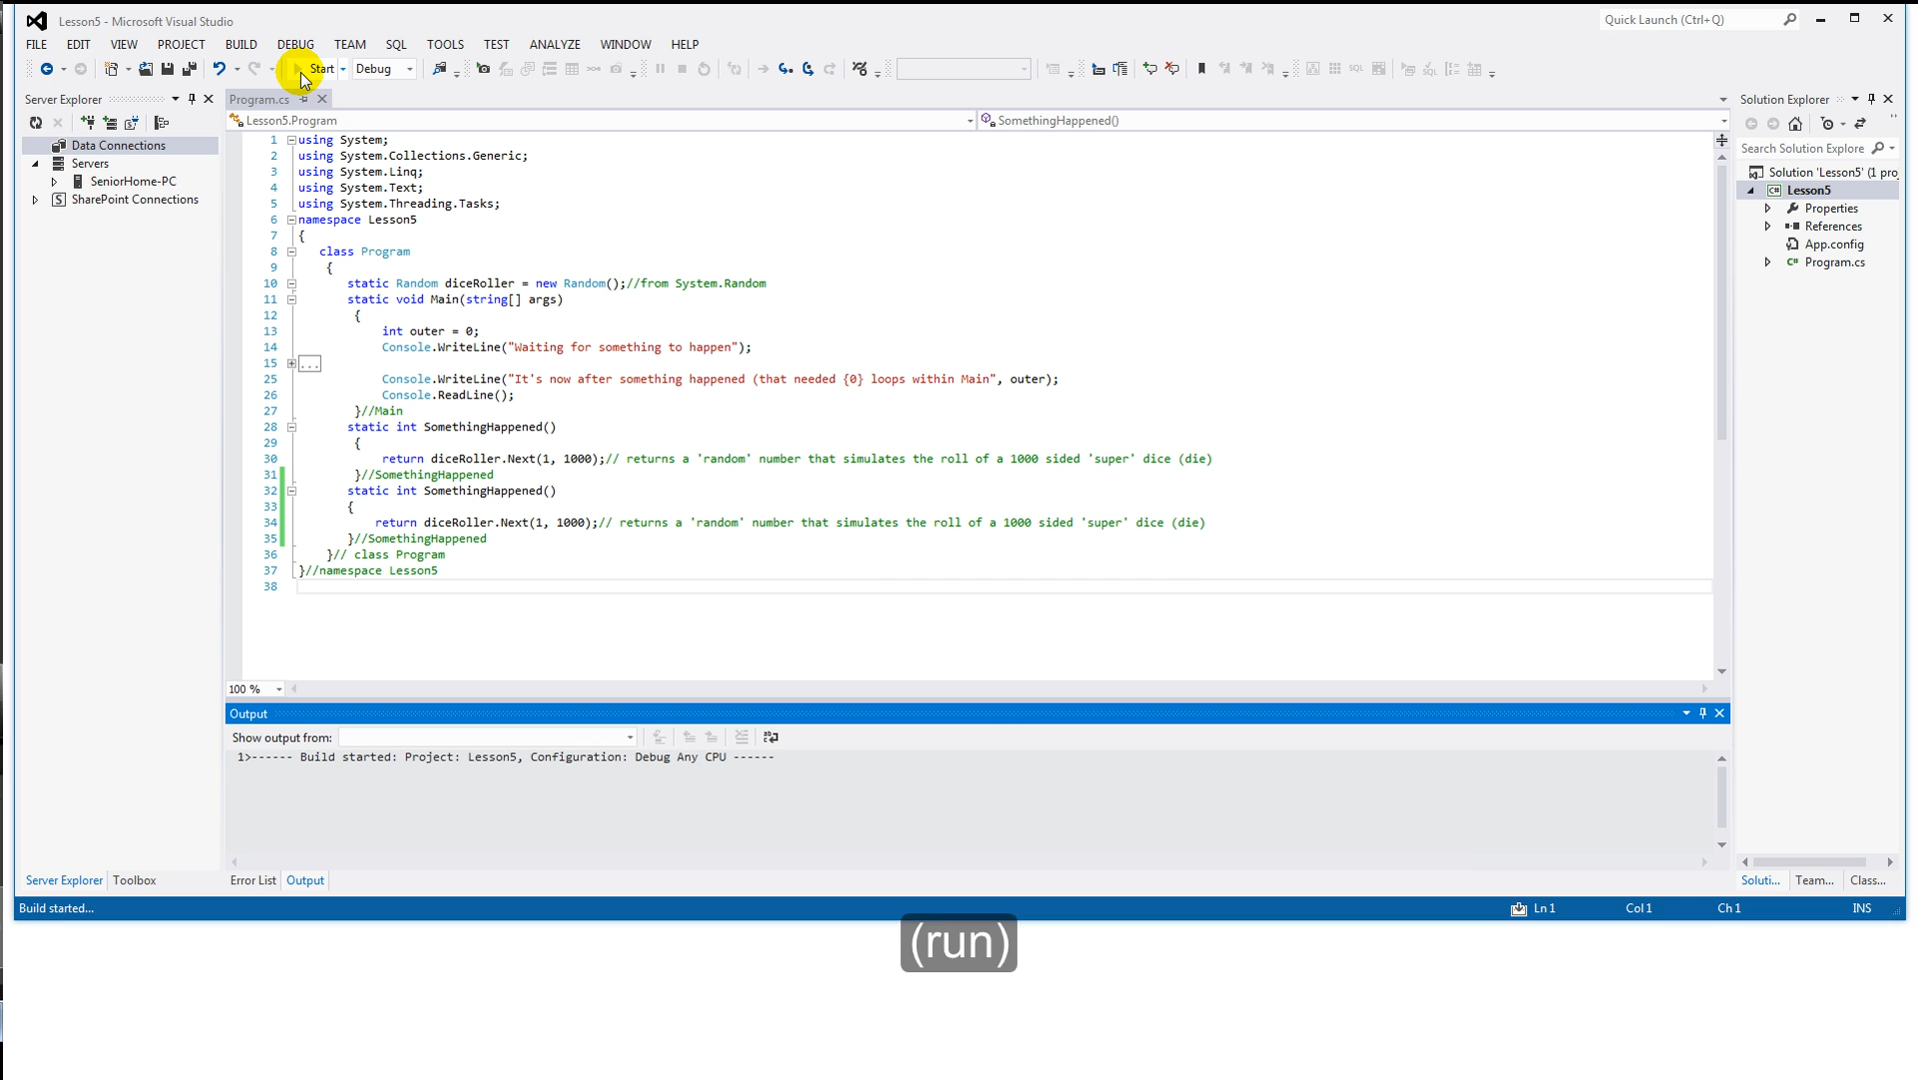 Lesson5 - Microsoft Visual Studio
Quick Launch (Ctrl+Q)
FILE EDIT VIEW PROJECT BUILD DEBUG TEAM SQL TOOLS TEST ANALYZE WINDOW HELP
Start Debug
Server Explorer
Program.cs
Solution Explorer
Lesson5.Program
SomethingHappened()
Data Connections
Servers
SeniorHome-PC
SharePoint Connections
1 using System;
2 using System.Collections.Generic;
3 using System.Linq;
4 using System.Text;
5 using System.Threading.Tasks;
6 namespace Lesson5
7 {
8 class Program
9 {
10 static Random diceRoller = new Random();//from System.Random
11 static void Main(string[] args)
12 {
13 int outer = 0;
14 Console.WriteLine("Waiting for something to happen");
15 ...
25 Console.WriteLine("It's now after something happened (that needed {0} loops within Main", outer);
26 Console.ReadLine();
27 }//Main
28 static int SomethingHappened()
29 {
30 return diceRoller.Next(1, 1000);// returns a 'random' number that simulates the roll of a 1000 sided 'super' dice (die)
31 }//SomethingHappened
32 static int SomethingHappened()
33 {
34 return diceRoller.Next(1, 1000);// returns a 'random' number that simulates the roll of a 1000 sided 'super' dice (die)
35 }//SomethingHappened
36 }// class Program
37 }//namespace Lesson5
38
Search Solution Explore
Solution 'Lesson5' (1 pro
Lesson5
Properties
References
App.config
Program.cs
100 %
Output
Show output from:
1>------ Build started: Project: Lesson5, Configuration: Debug Any CPU ------
Server Explorer Toolbox
Error List Output
Soluti... Team... Class...
Build started...
Ln 1 Col 1 Ch 1 INS
(run)